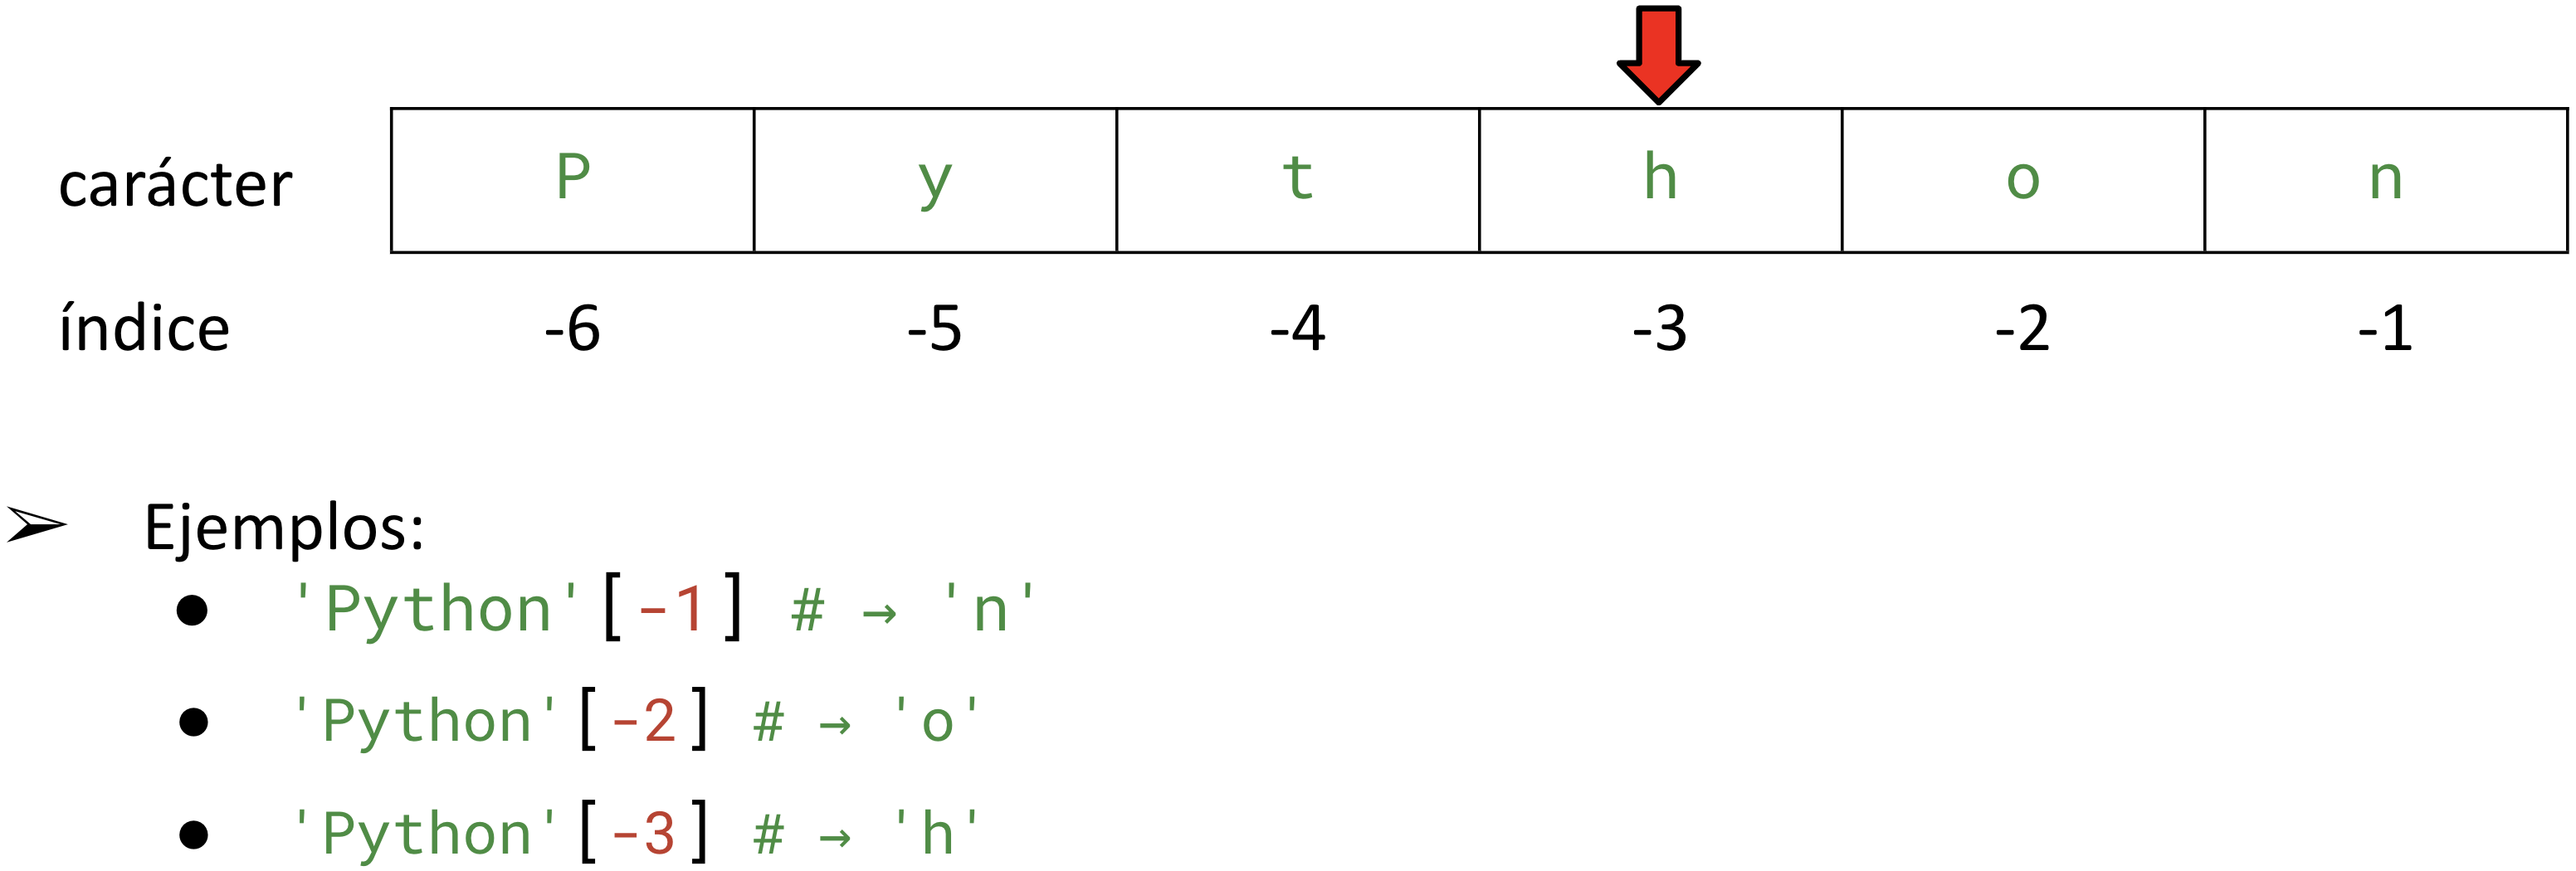 carácter P y t h o n
índice -6 -5 -4 -3 -2 -1
➢ Ejemplos:
● 'Python'[-1] # → 'n'
● 'Python'[-2] # → 'o'
● 'Python'[-3] # → 'h'